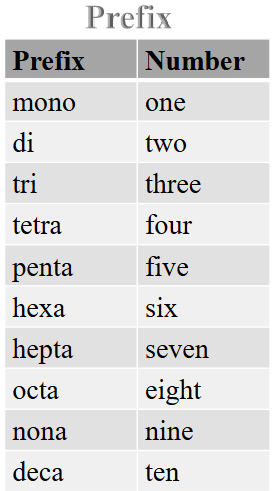 Prefix
Prefix Number
mono one
di two
tri three
tetra four
penta five
hexa six
hepta seven
octa eight
nona nine
deca ten